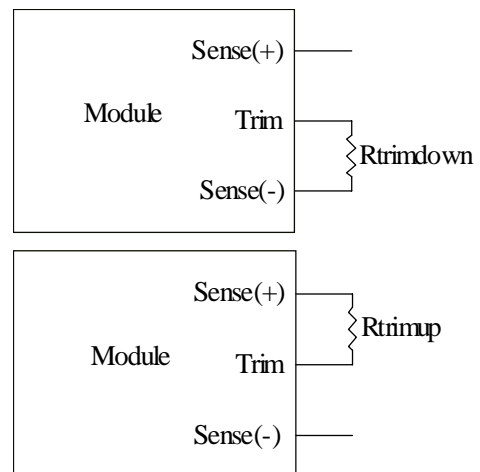 Sense(+)
Module
Trim
Rtrimdown
Sense(-)
Sense(+)
Rtrimup
Module
Trim
Sense(-)